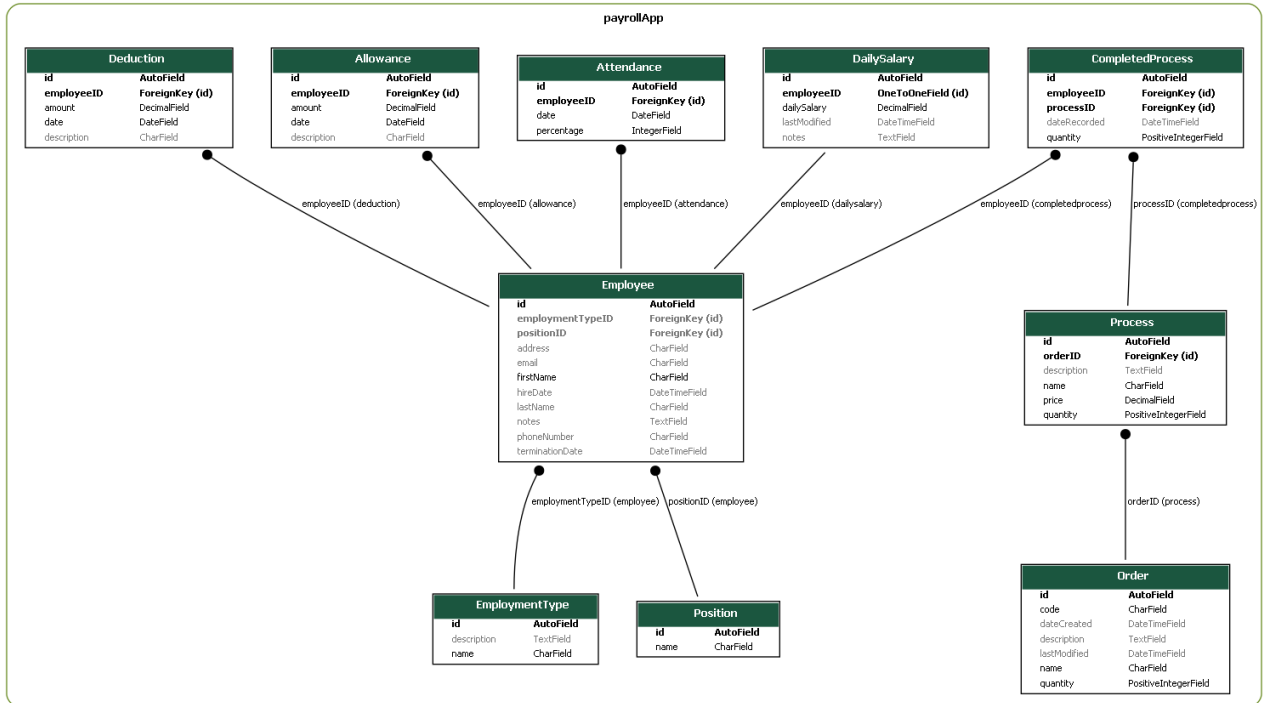 payrollApp
Deduction
id AutoField
employeeID ForeignKey (id)
amount DecimalField
date DateField
description CharField
Allowance
id AutoField
employeeID ForeignKey (id)
amount DecimalField
date DateField
description CharField
Attendance
id AutoField
employeeID ForeignKey (id)
date DateField
percentage IntegerField
DailySalary
id AutoField
employeeID OneToOneField (id)
dailySalary DecimalField
lastModified DateTimeField
notes TextField
CompletedProcess
id AutoField
employeeID ForeignKey (id)
processID ForeignKey (id)
dateRecorded DateTimeField
quantity PositiveIntegerField
employeeID (deduction)
employeeID (allowance)
employeeID (attendance)
employeeID (dailysalary)
employeeID (completedprocess)
processID (completedprocess)
Employee
id AutoField
employmentTypeID ForeignKey (id)
positionID ForeignKey (id)
address CharField
email CharField
firstName CharField
hireDate DateTimeField
lastName CharField
notes TextField
phoneNumber CharField
terminationDate DateTimeField
Process
id AutoField
orderID ForeignKey (id)
description TextField
name CharField
price DecimalField
quantity PositiveIntegerField
employmentTypeID (employee)
positionID (employee)
orderID (process)
EmploymentType
id AutoField
description TextField
name CharField
Position
id AutoField
name CharField
Order
id AutoField
code CharField
dateCreated DateTimeField
description TextField
lastModified DateTimeField
name CharField
quantity PositiveIntegerField